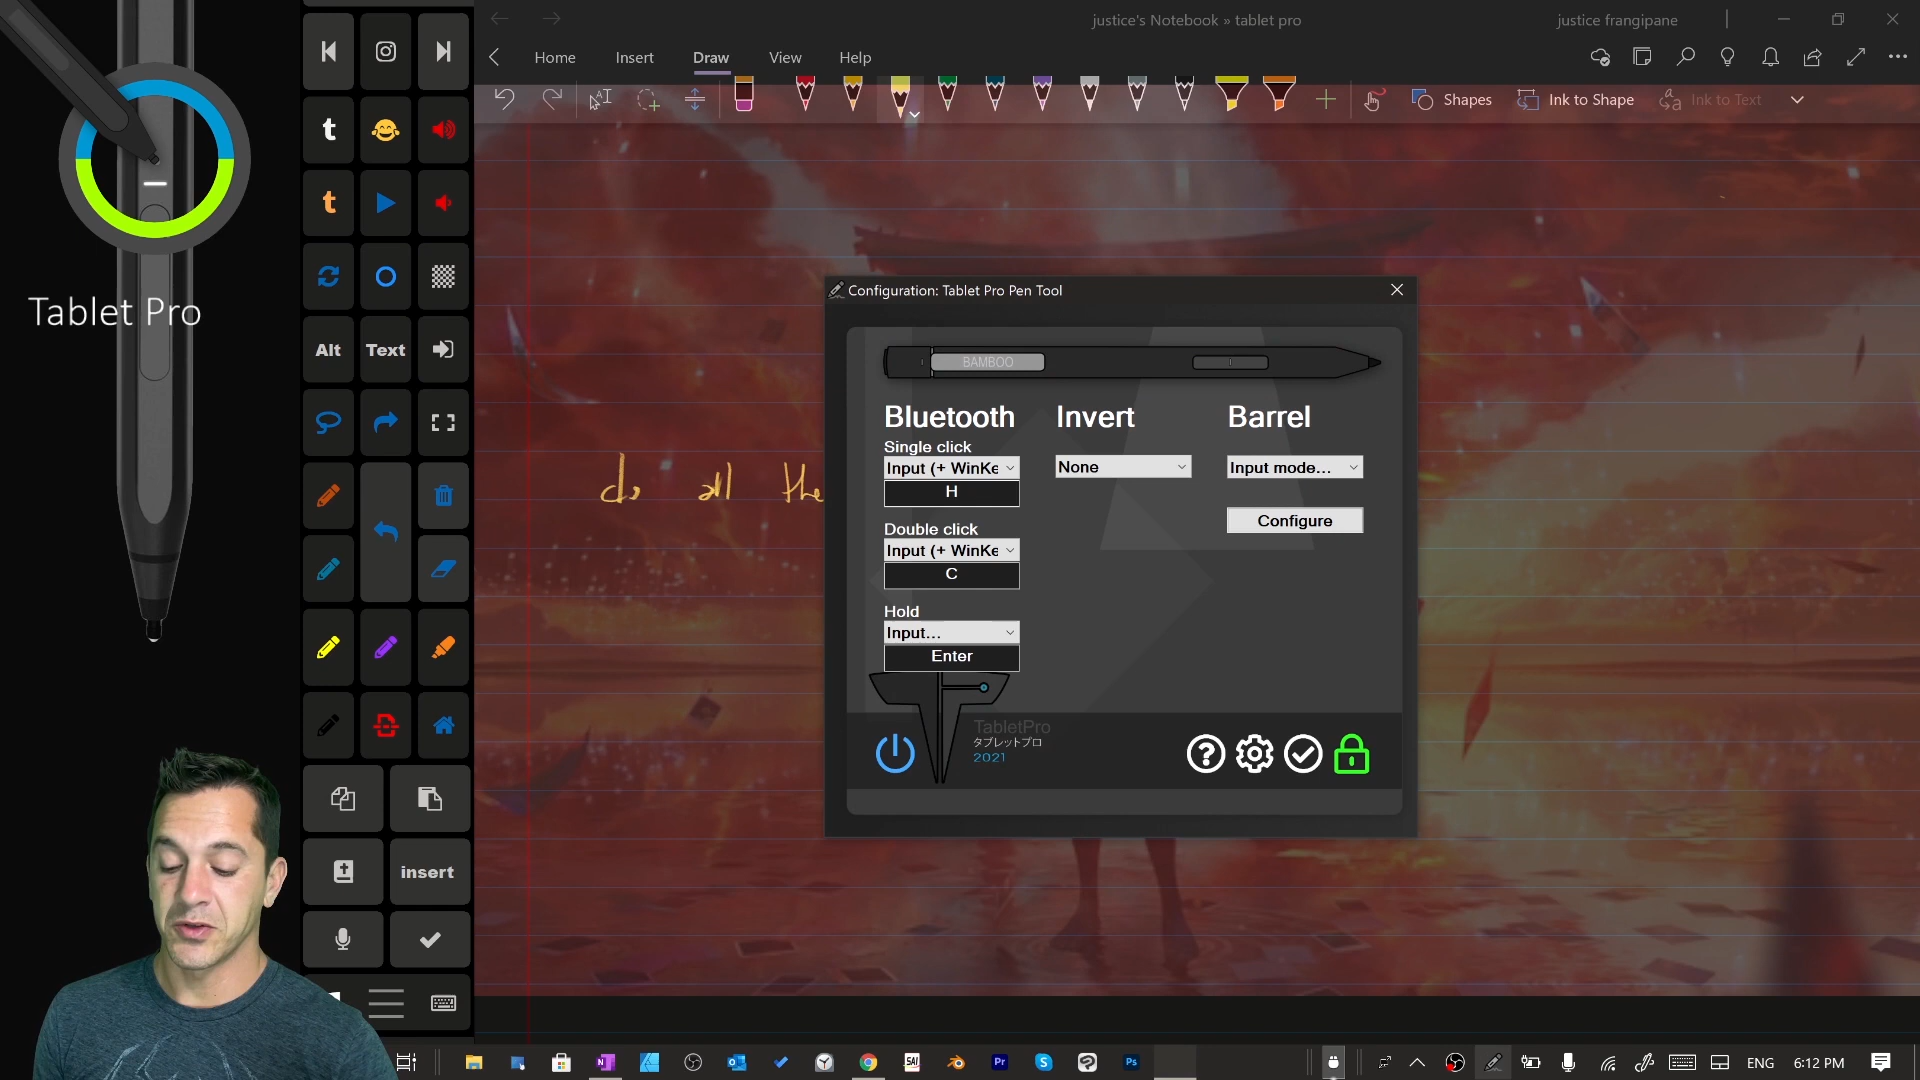 justice's Notebook » tablet pro
justice frangipane
Home Insert Draw View Help
Shapes Ink to Shape Ink to Text
t
t
Alt Text
insert
Tablet Pro
do all the
Configuration: Tablet Pro Pen Tool
BAMBOO
Bluetooth Invert Barrel
Single click
Input (+ WinKe None Input mode...
H
Configure
Double click
Input (+ WinKe
C
Hold
Input...
Enter
TabletPro
タブレットプロ
2021
SAI Pr Ps
ENG 6:12 PM